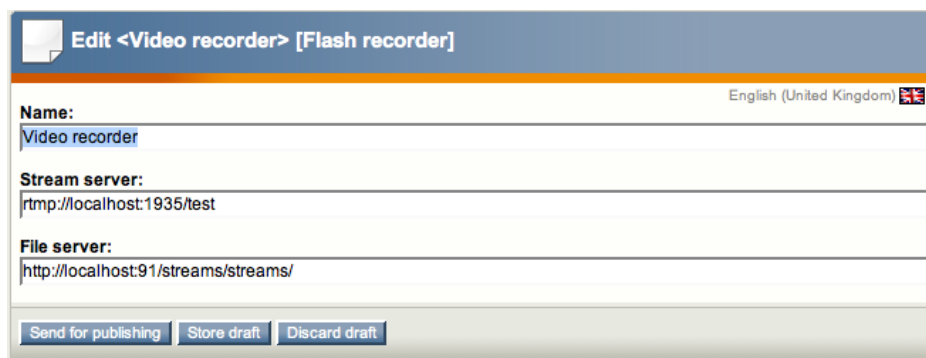 Edit <Video recorder> [Flash recorder]
English (United Kingdom)
Name:
Video recorder
Stream server:
rtmp://localhost:1935/test
File server:
http://localhost:91/streams/streams/
Send for publishing Store draft Discard draft